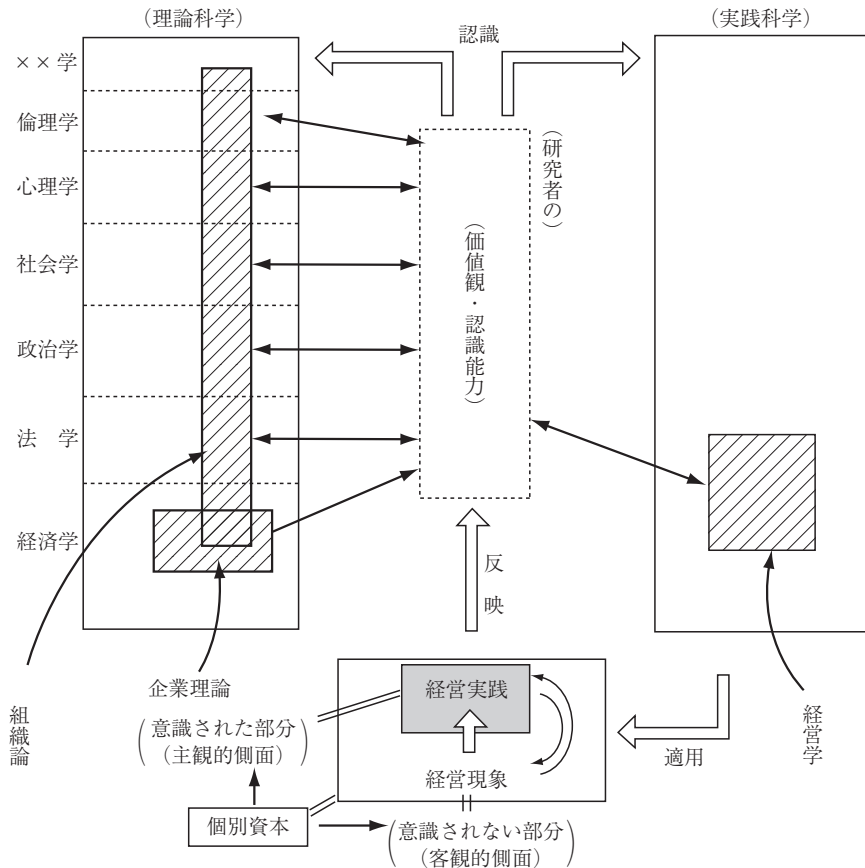 （理論科学）
（実践科学）
認識
××学
倫理学
心理学
社会学
政治学
法　学
経済学
（研究者の）
（価値観・認識能力）
反映
組織論
企業理論
（意識された部分
（主観的側面））
経営実践
経営現象
適用
経営学
個別資本
（意識されない部分
（客観的側面））